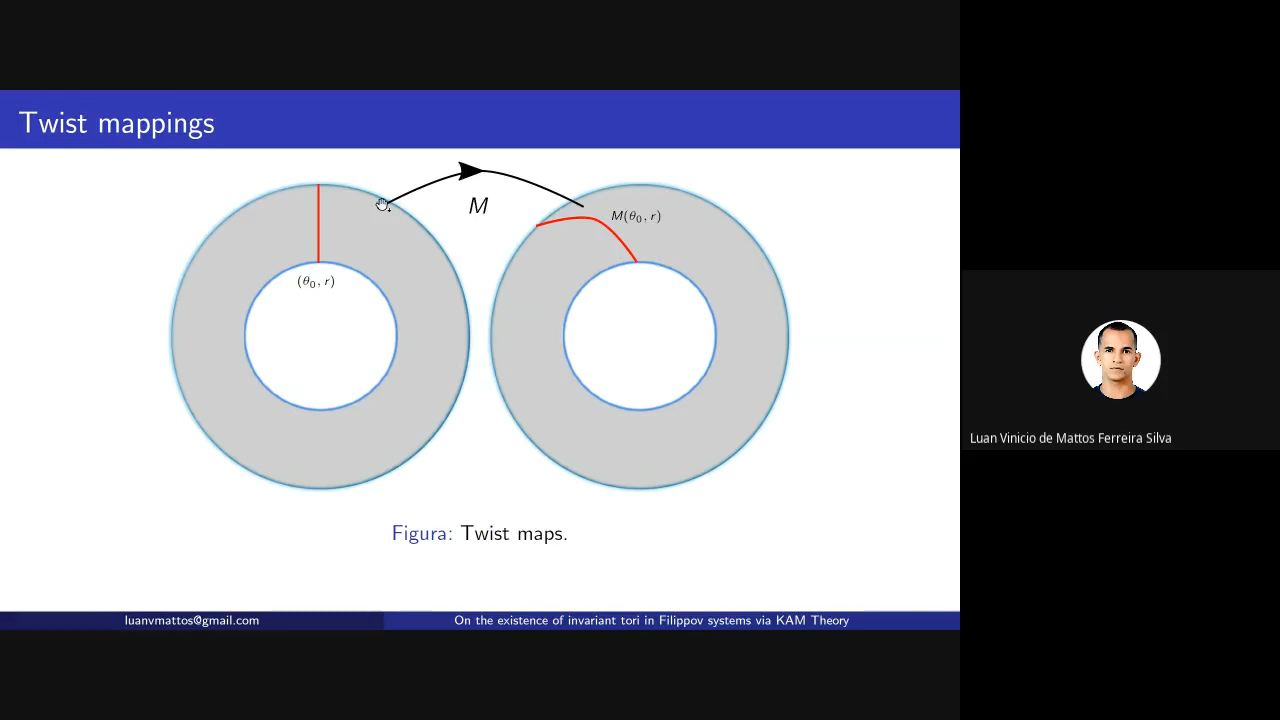 Twist mappings
M
M(θ₀, r)
(θ₀, r)
Figura: Twist maps.
luanvmattos@gmail.com
On the existence of invariant tori in Filippov systems via KAM Theory
Luan Vinicio de Mattos Ferreira Silva